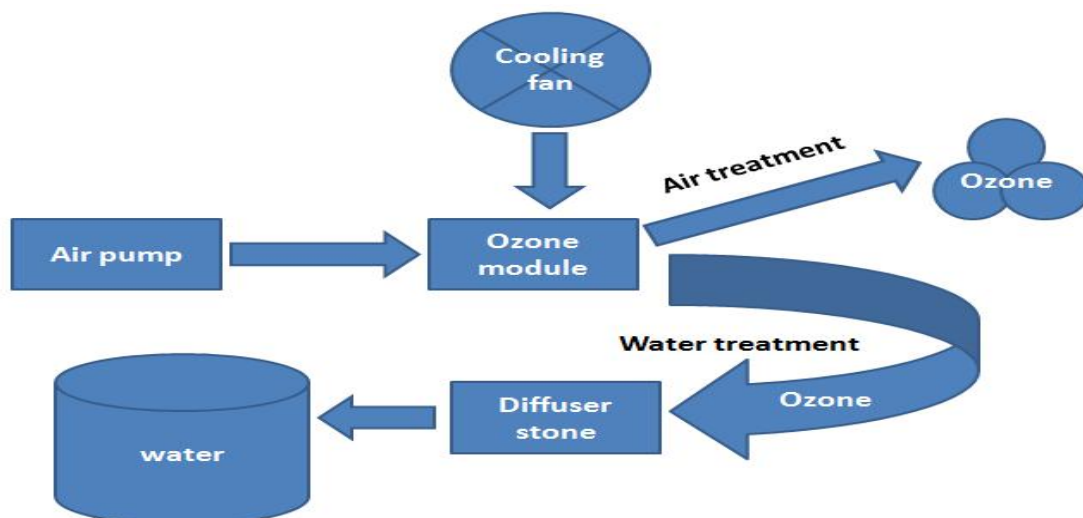 Cooling
fan
Air treatment
Ozone
Air pump
Ozone
module
Water treatment
Ozone
Diffuser
stone
water